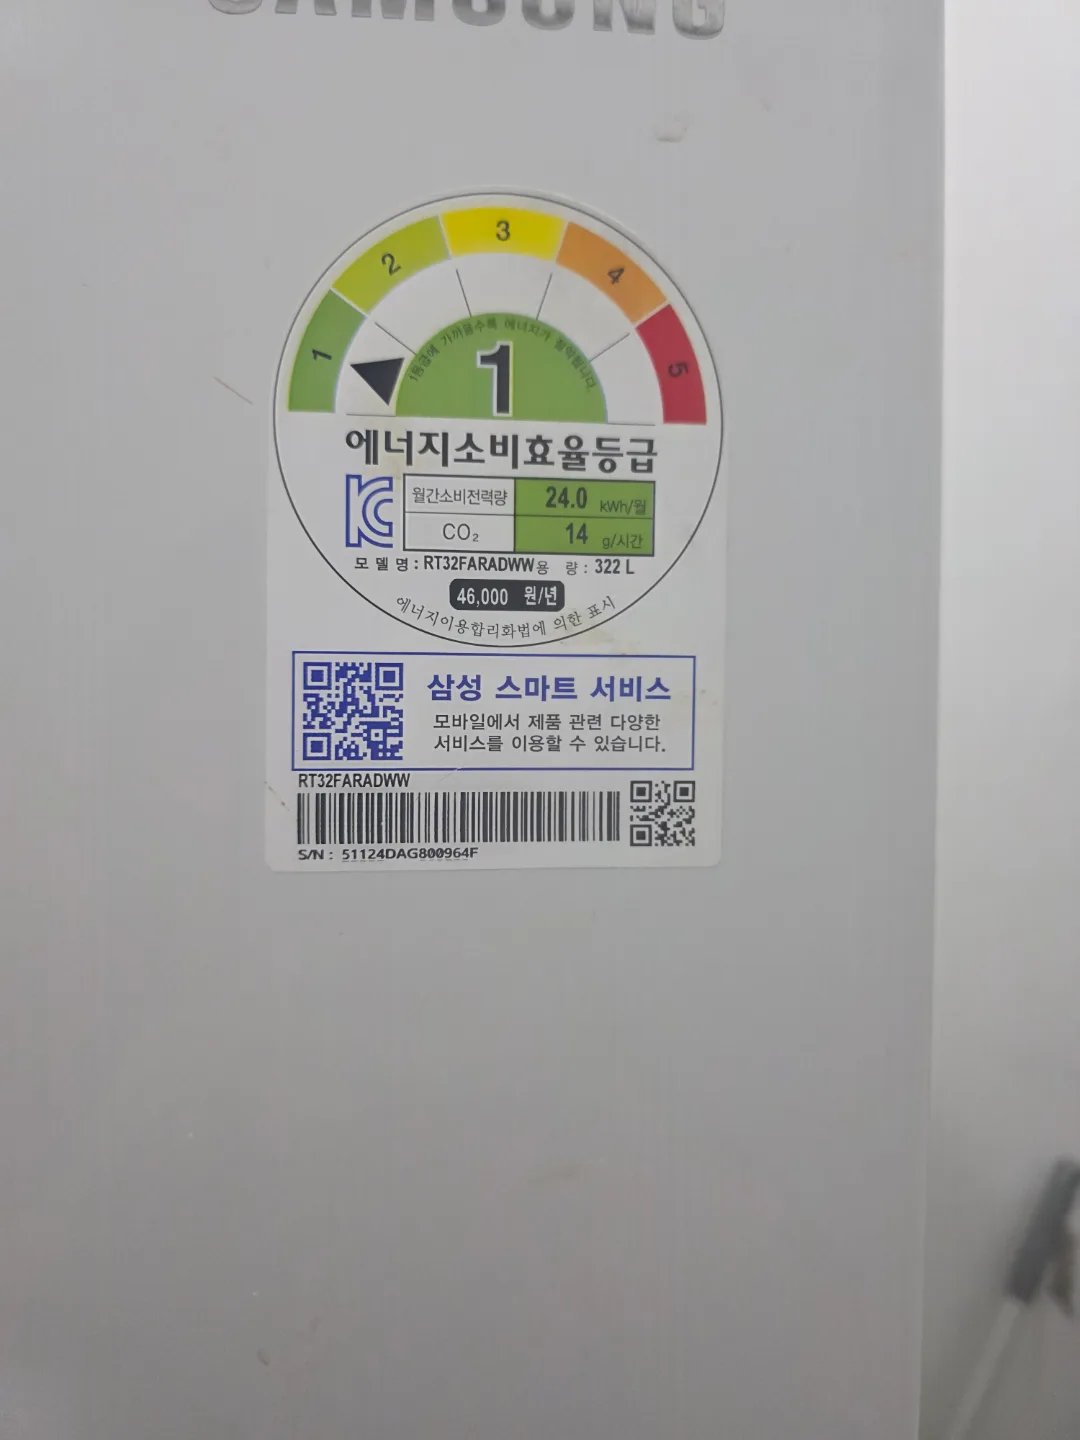 SAMSUNG
1
2
3
4
5
1등급에 가까울수록 에너지가 절약됩니다.
1
에너지소비효율등급
월간소비전력량 24.0 kWh/월
CO₂ 14 g/시간
모 델 명 : RT32FARADWW 용 량 : 322 L
46,000 원/년
에너지이용합리화법에 의한 표시
삼성 스마트 서비스
모바일에서 제품 관련 다양한
서비스를 이용할 수 있습니다.
RT32FARADWW
S/N : 51124DAG800964F